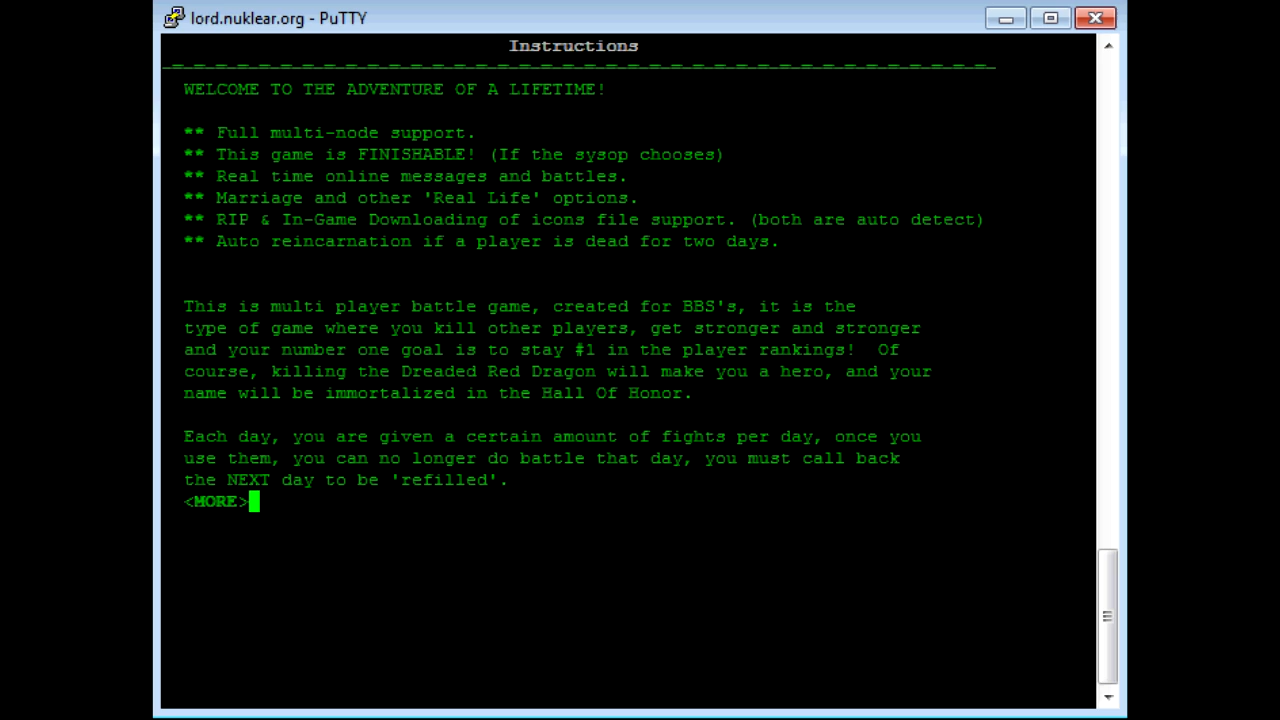 lord.nuklear.org - PuTTY
Instructions
WELCOME TO THE ADVENTURE OF A LIFETIME!
** Full multi-node support.
** This game is FINISHABLE! (If the sysop chooses)
** Real time online messages and battles.
** Marriage and other 'Real Life' options.
** RIP & In-Game Downloading of icons file support. (both are auto detect)
** Auto reincarnation if a player is dead for two days.
This is multi player battle game, created for BBS's, it is the
type of game where you kill other players, get stronger and stronger
and your number one goal is to stay #1 in the player rankings!  Of
course, killing the Dreaded Red Dragon will make you a hero, and your
name will be immortalized in the Hall Of Honor.
Each day, you are given a certain amount of fights per day, once you
use them, you can no longer do battle that day, you must call back
the NEXT day to be 'refilled'.
<MORE>